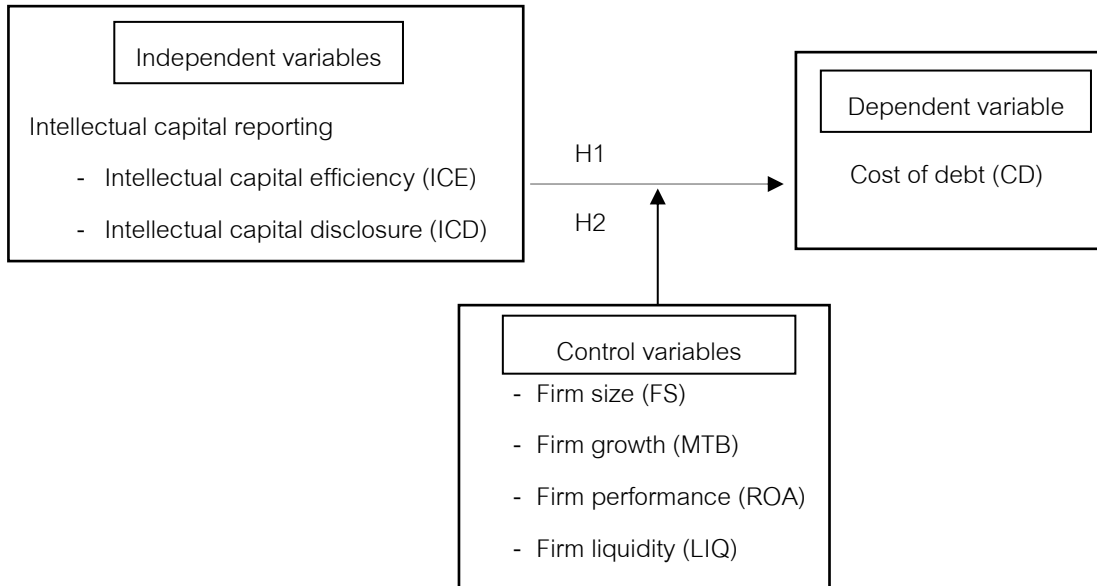 Independent variables
Intellectual capital reporting
- Intellectual capital efficiency (ICE)
- Intellectual capital disclosure (ICD)
H1
H2
Dependent variable
Cost of debt (CD)
Control variables
- Firm size (FS)
- Firm growth (MTB)
- Firm performance (ROA)
- Firm liquidity (LIQ)